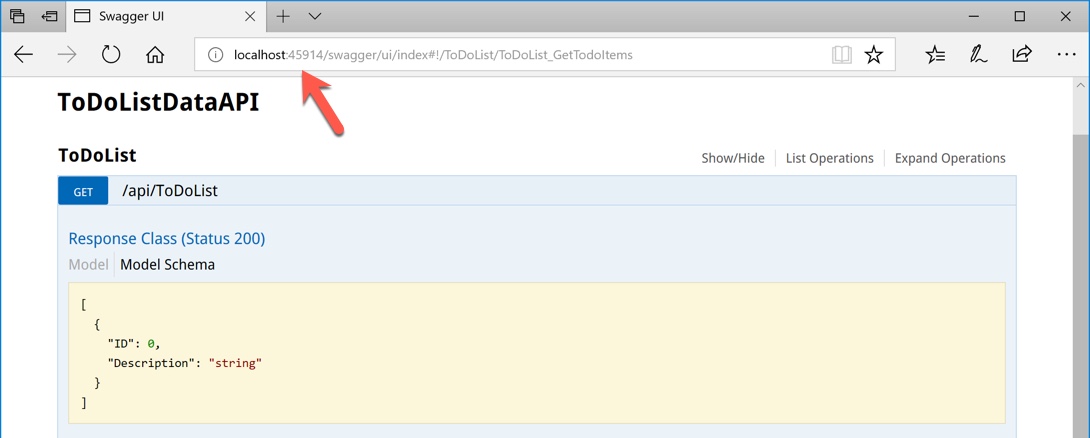 Swagger UI
localhost:45914/swagger/ui/index#!/ToDoList/ToDoList_GetTodoItems
ToDoListDataAPI
ToDoList
Show/Hide
List Operations
Expand Operations
GET
/api/ToDoList
Response Class (Status 200)
Model
Model Schema
[
{
"ID": 0,
"Description": "string"
}
]